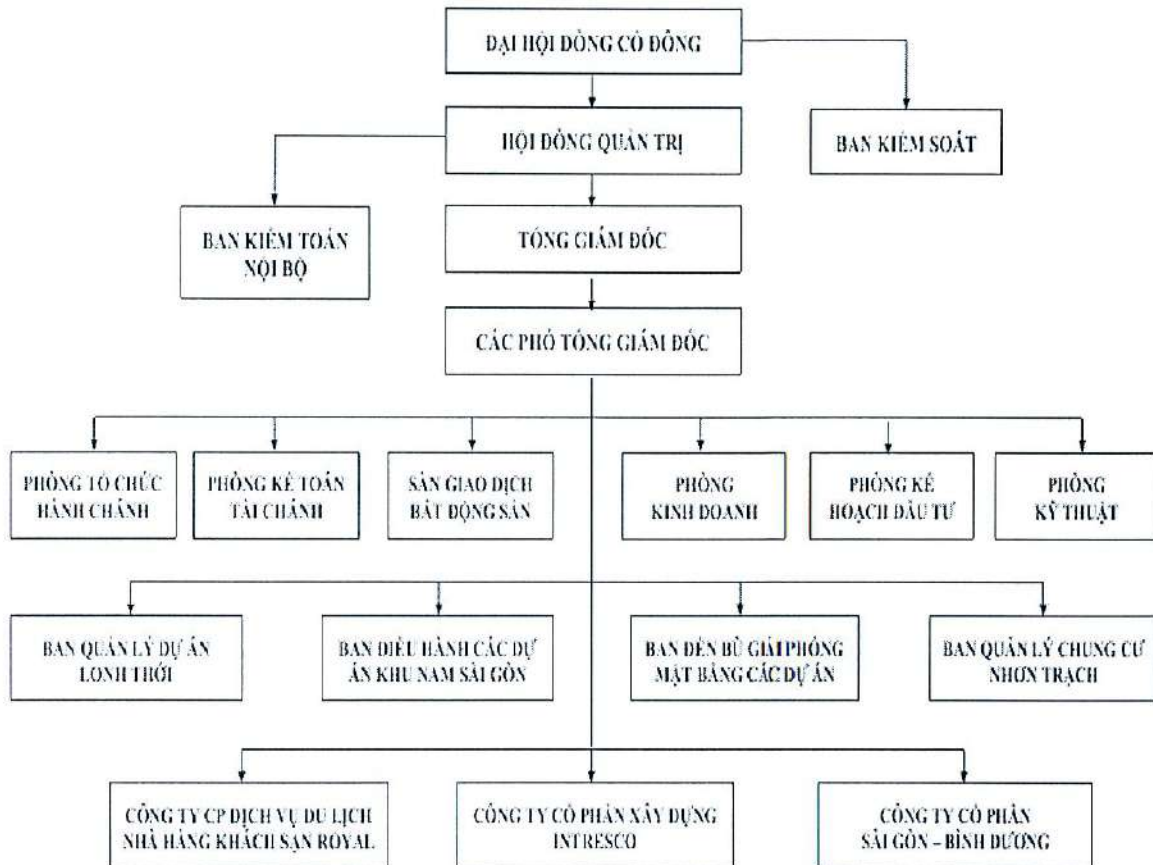 ĐẠI HỘI ĐỒNG CỔ ĐÔNG
HỘI ĐỒNG QUẢN TRỊ
BAN KIỂM SOÁT
BAN KIỂM TOÁN
NỘI BỘ
TỔNG GIÁM ĐỐC
CÁC PHÓ TỔNG GIÁM ĐỐC
PHÒNG TỔ CHỨC
HÀNH CHÁNH
PHÒNG KẾ TOÁN
TÀI CHÁNH
SÀN GIAO DỊCH
BẤT ĐỘNG SẢN
PHÒNG
KINH DOANH
PHÒNG KẾ
HOẠCH ĐẦU TƯ
PHÒNG
KỸ THUẬT
BAN QUẢN LÝ DỰ ÁN
LONH THỚI
BAN ĐIỀU HÀNH CÁC DỰ
ÁN KHU NAM SÀI GÒN
BAN ĐỀN BÙ GIẢI PHÓNG
MẶT BẰNG CÁC DỰ ÁN
BAN QUẢN LÝ CHUNG CƯ
NHƠN TRẠCH
CÔNG TY CP DỊCH VỤ DU LỊCH
NHÀ HÀNG KHÁCH SẠN ROYAL
CÔNG TY CỔ PHẦN XÂY DỰNG
INTRESCO
CÔNG TY CỔ PHẦN
SÀI GÒN – BÌNH DƯƠNG